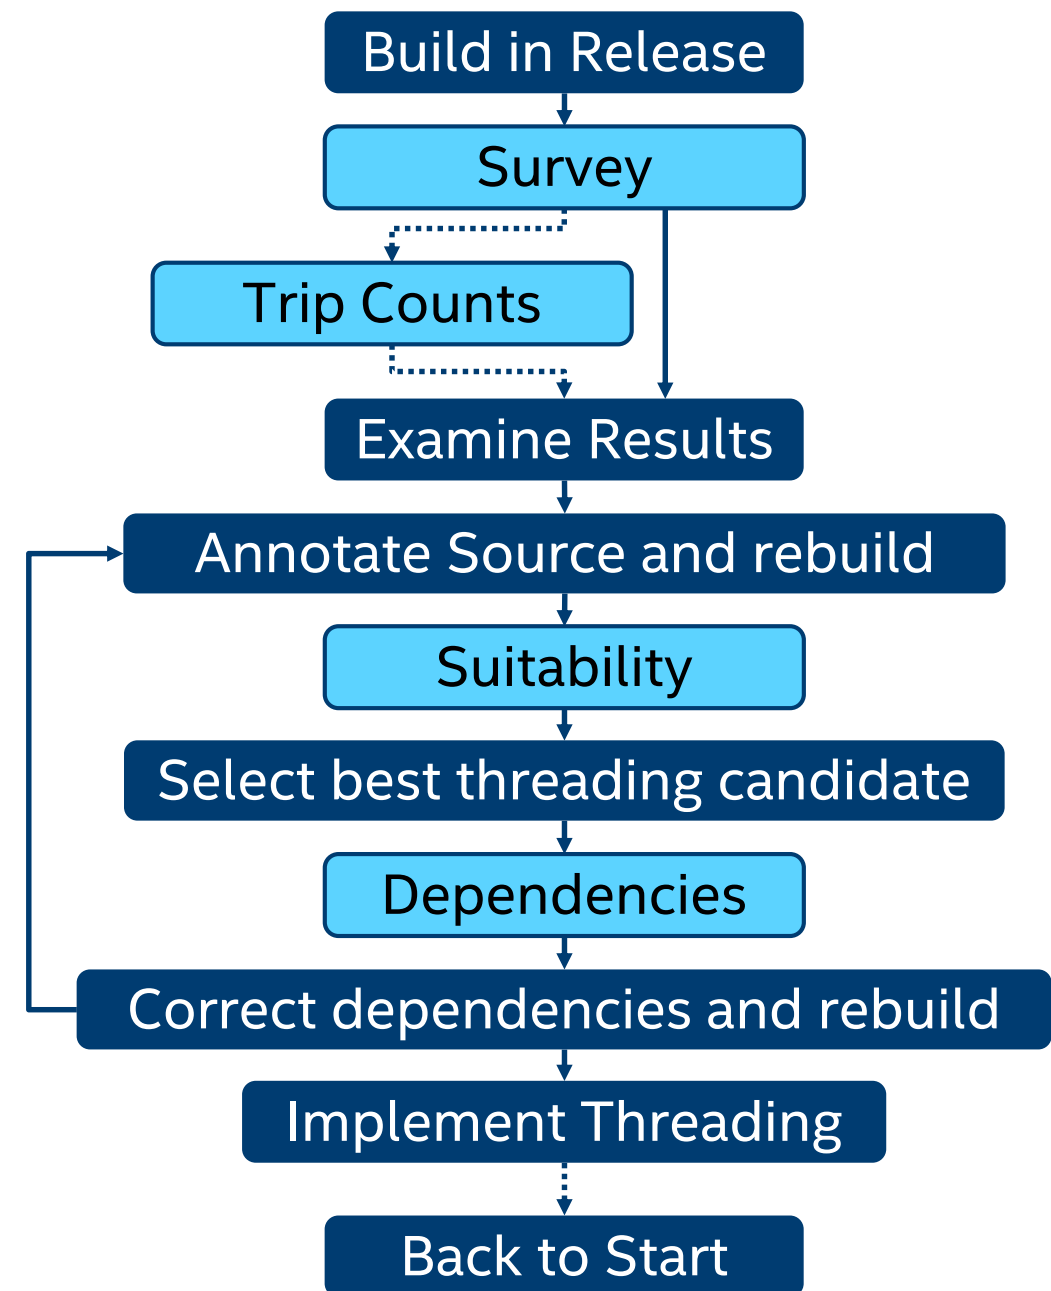 Build in Release
Survey
Trip Counts
Examine Results
Annotate Source and rebuild
Suitability
Select best threading candidate
Dependencies
Correct dependencies and rebuild
Implement Threading
Back to Start